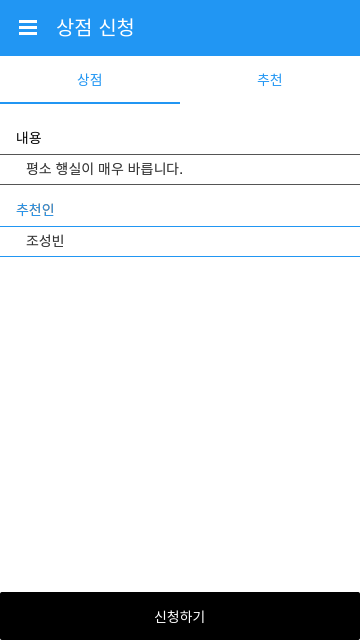 상점 신청
상점 추천
내용
평소 행실이 매우 바릅니다.
추천인
조성빈
신청하기